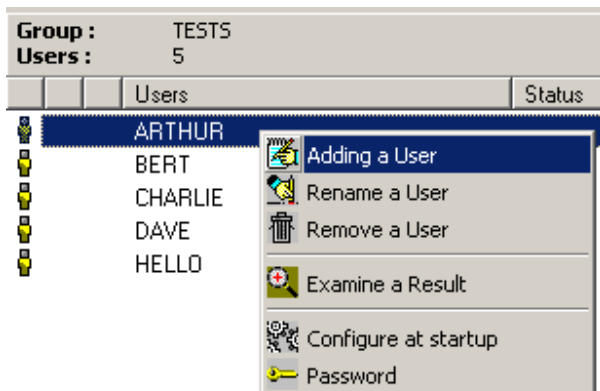 Group : TESTS
Users : 5
Users Status
ARTHUR
BERT
CHARLIE
DAVE
HELLO
Adding a User
Rename a User
Remove a User
Examine a Result
Configure at startup
Password